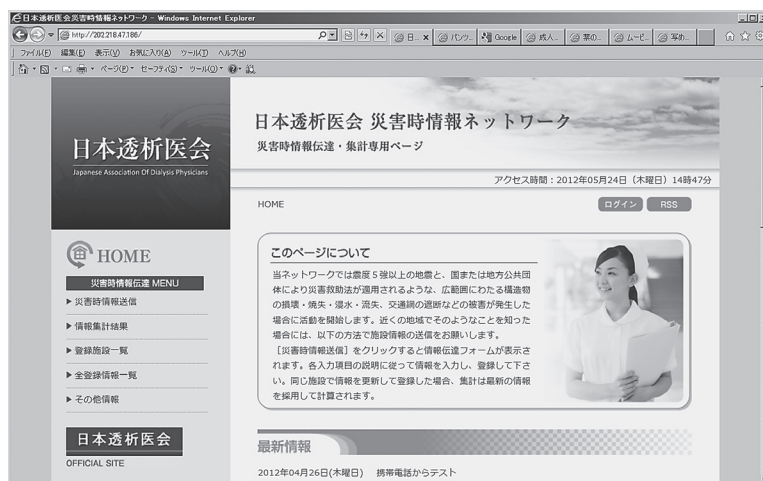 日本透析医会災害時情報ネットワーク - Windows Internet Explorer
http://202.218.47.186/
日... パンツ... Google 成人... 薬の... ムービ... 写め...
ファイル(F) 編集(E) 表示(V) お気に入り(A) ツール(T) ヘルプ(H)
ページ(P) セーフティ(S) ツール(O)
日本透析医会
Japanese Association Of Dialysis Physicians
日本透析医会 災害時情報ネットワーク
災害時情報伝達・集計専用ページ
アクセス時間:2012年05月24日(木曜日)14時47分
HOME
ログイン RSS
HOME
災害時情報伝達 MENU
災害時情報送信
情報集計結果
登録施設一覧
全登録情報一覧
その他情報
日本透析医会
OFFICIAL SITE
このページについて
当ネットワークでは震度5強以上の地震と、国または地方公共団
体により災害救助法が適用されるような、広範囲にわたる構造物
の損壊・焼失・浸水・流失、交通網の遮断などの被害が発生した
場合に活動を開始します。近くの地域でそのようなことを知った
場合には、以下の方法で施設情報の送信をお願いします。
[災害時情報送信]をクリックすると情報伝達フォームが表示さ
れます。各入力項目の説明に従って情報を入力し、登録して下さ
い。同じ施設で情報を更新して登録した場合、集計は最新の情報
を採用して計算されます。
最新情報
2012年04月26日(木曜日) 携帯電話からテスト